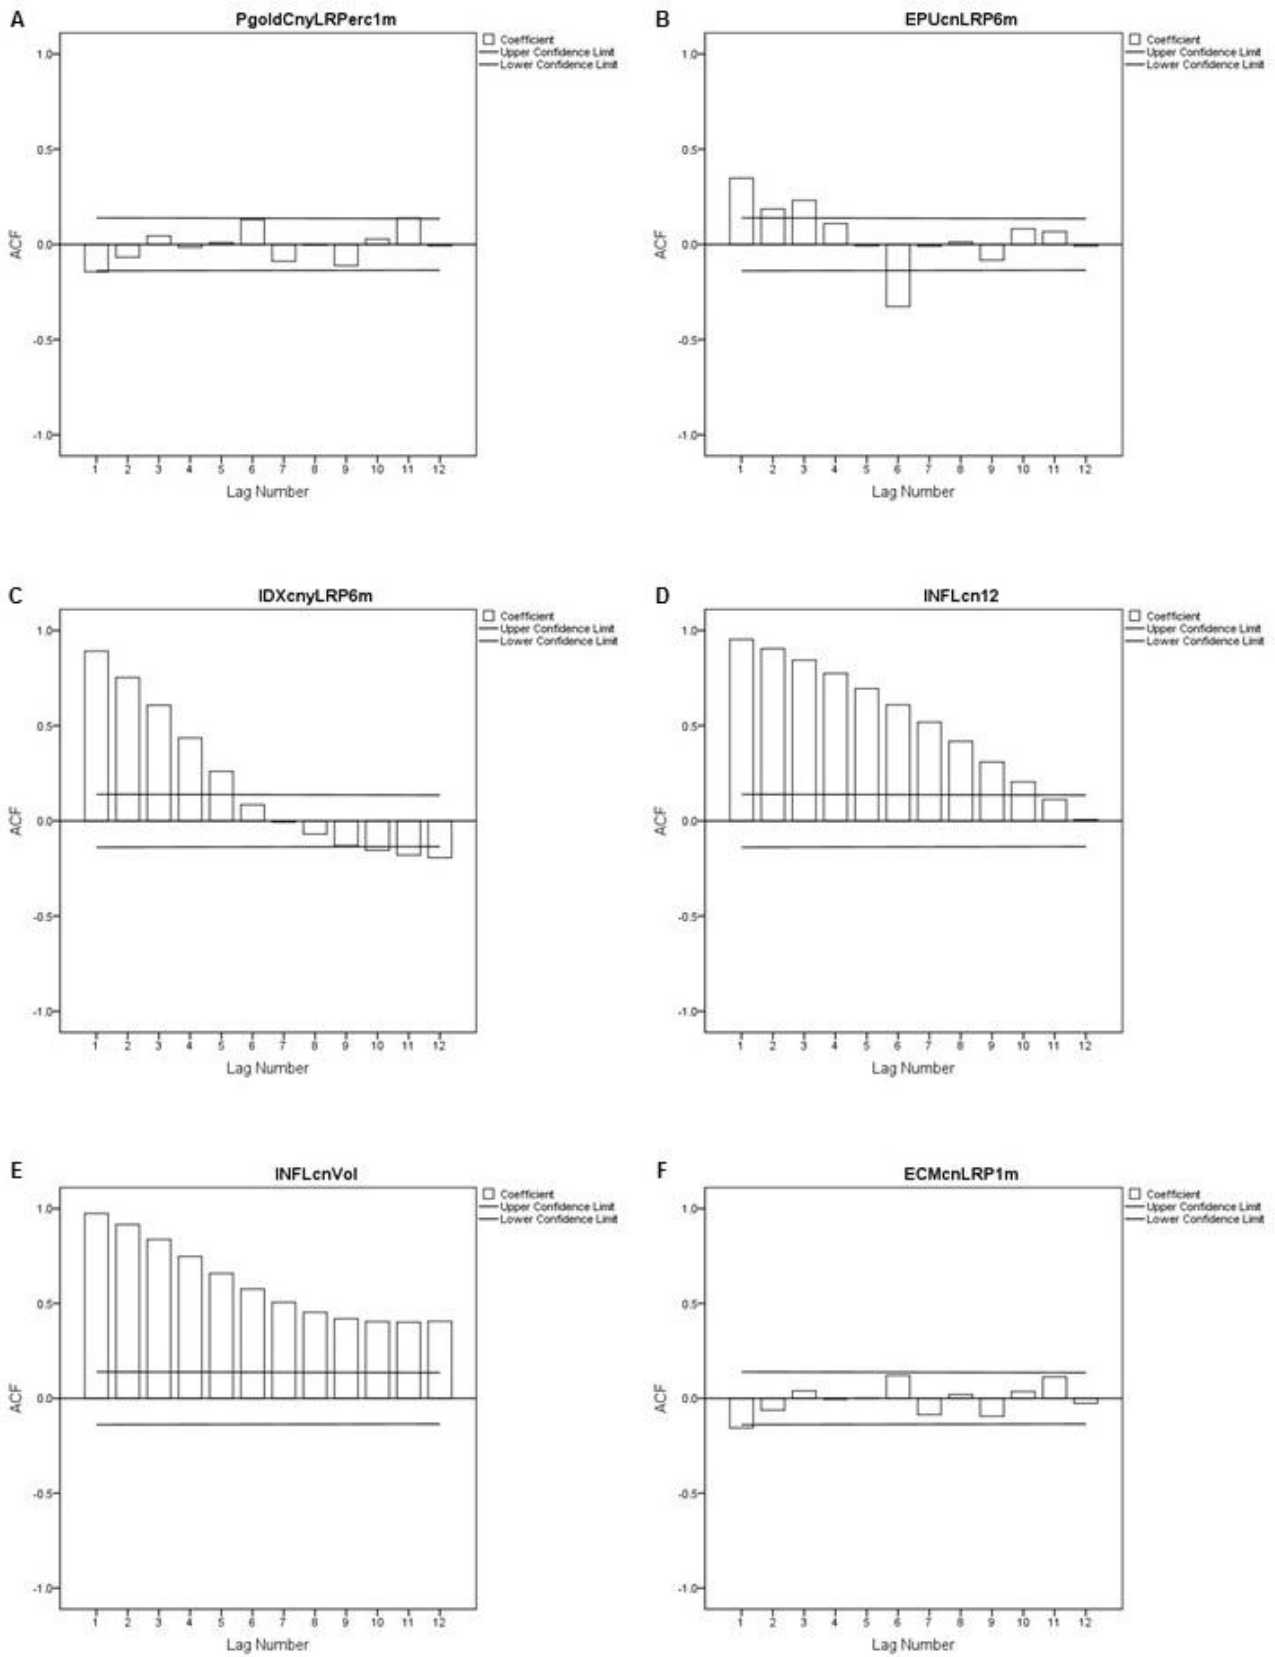 A
PgoldCnyLRPerc1m
Coefficient
Upper Confidence Limit
Lower Confidence Limit
1.0
0.5
0.0
-0.5
-1.0
ACF
1 2 3 4 5 6 7 8 9 10 11 12
Lag Number
B
EPUcnLRP6m
Coefficient
Upper Confidence Limit
Lower Confidence Limit
1.0
0.5
0.0
-0.5
-1.0
ACF
1 2 3 4 5 6 7 8 9 10 11 12
Lag Number
C
IDXcnyLRP6m
Coefficient
Upper Confidence Limit
Lower Confidence Limit
1.0
0.5
0.0
-0.5
-1.0
ACF
1 2 3 4 5 6 7 8 9 10 11 12
Lag Number
D
INFLcn12
Coefficient
Upper Confidence Limit
Lower Confidence Limit
1.0
0.5
0.0
-0.5
-1.0
ACF
1 2 3 4 5 6 7 8 9 10 11 12
Lag Number
E
INFLcnVol
Coefficient
Upper Confidence Limit
Lower Confidence Limit
1.0
0.5
0.0
-0.5
-1.0
ACF
1 2 3 4 5 6 7 8 9 10 11 12
Lag Number
F
ECMcnLRP1m
Coefficient
Upper Confidence Limit
Lower Confidence Limit
1.0
0.5
0.0
-0.5
-1.0
ACF
1 2 3 4 5 6 7 8 9 10 11 12
Lag Number